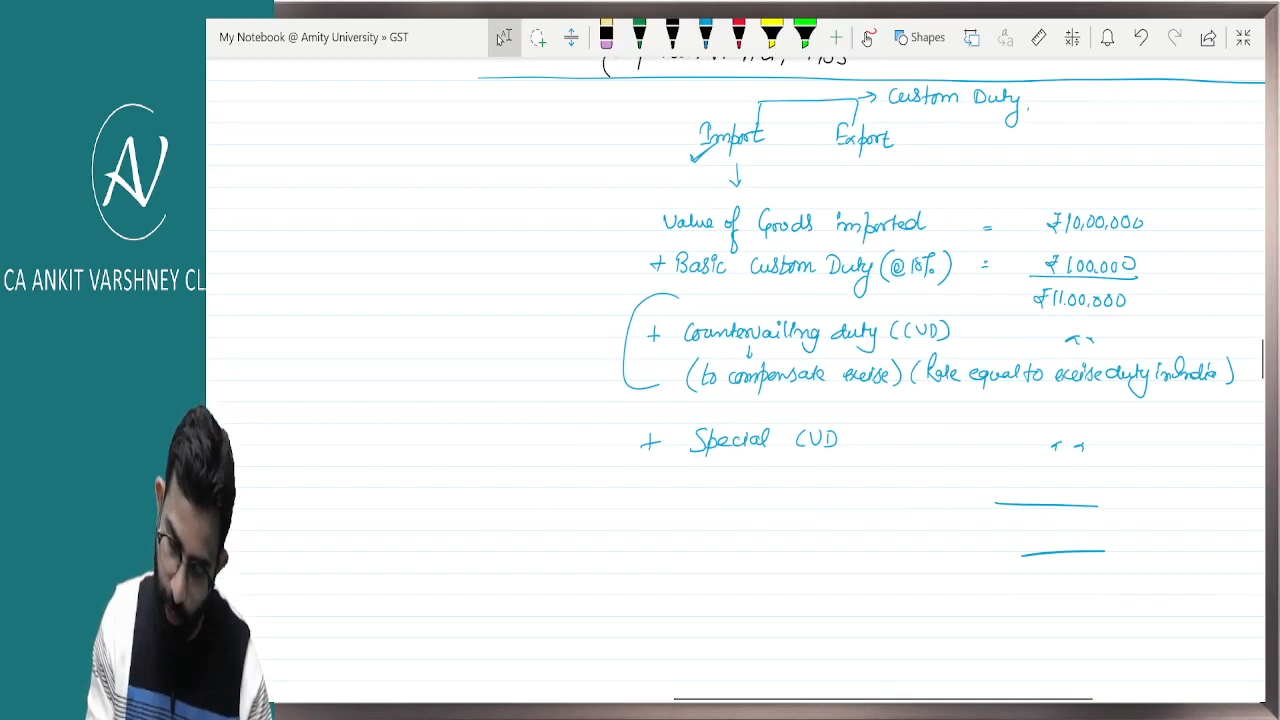 My Notebook @ Amity University » GST
Shapes
Custom Duty.
Import Export
Value of Goods imported = ₹10,00,000
+ Basic Custom Duty (@10%) = ₹100.000
₹11.00,000
+ Countervailing duty (CVD) "
(to compensate excise) (Rate equal to excise duty in India)
+ Special CVD "
AV
CA ANKIT VARSHNEY CL